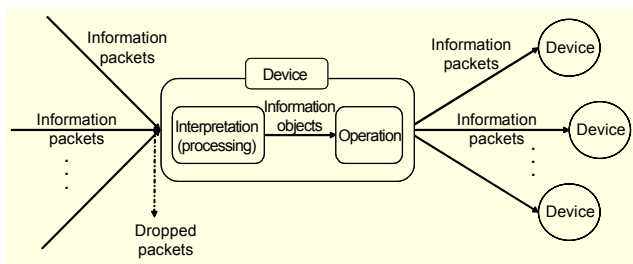 Information
packets
Information
packets
.
.
.
Dropped
packets
Device
Interpretation
(processing)
Information
objects
Operation
Information
packets
Information
packets
.
.
.
Device
Device
Device